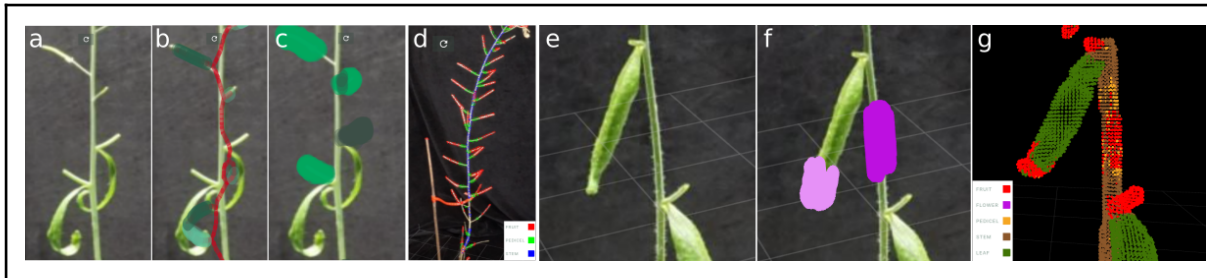 a
b
c
d
e
f
g
FRUIT
PEDICEL
STEM
FRUIT
FLOWER
PEDICEL
STEM
LEAF